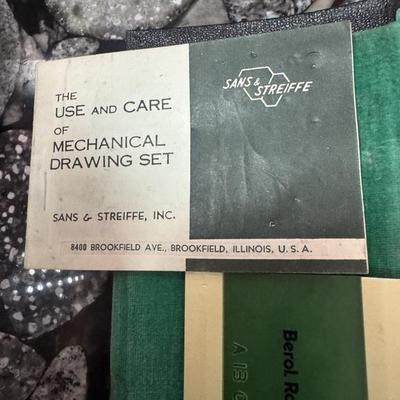 THE
USE AND CARE
OF
MECHANICAL
DRAWING SET
SANS & STREIFFE, INC.
8400 BROOKFIELD AVE., BROOKFIELD, ILLINOIS, U. S. A.
SANS &
STREIFFE
Berol
A 13